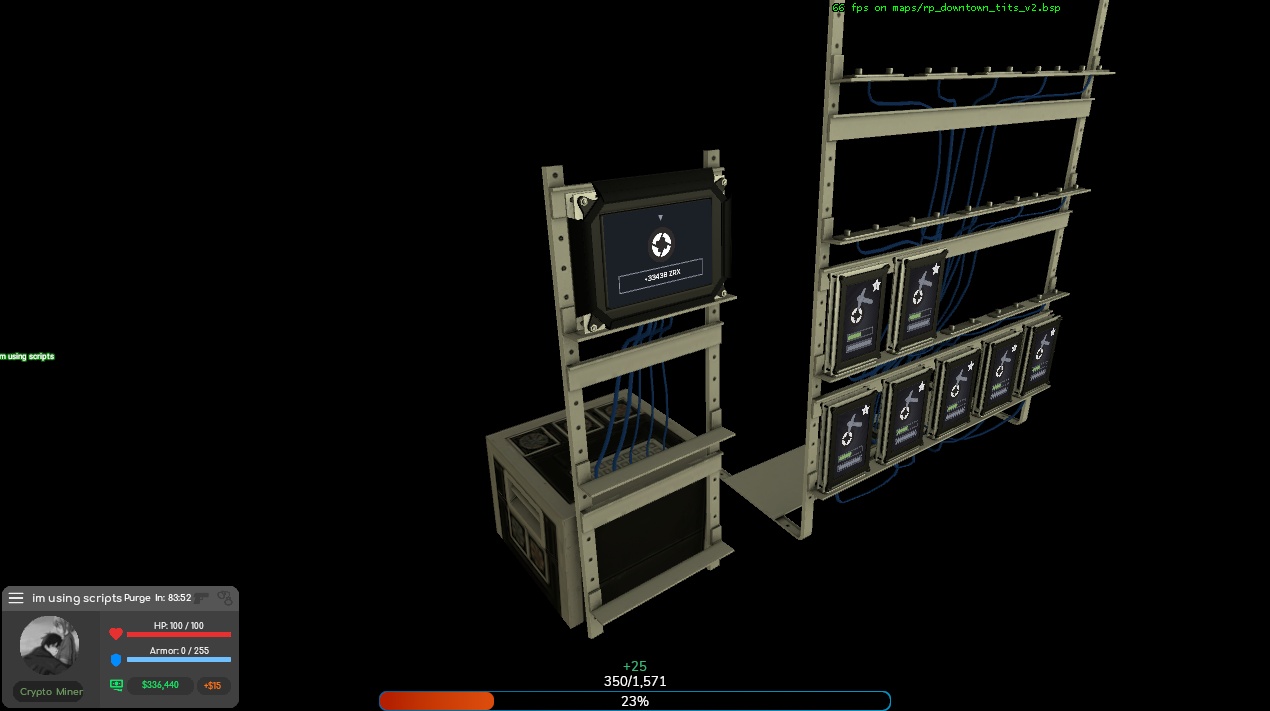 66 fps on maps/rp_downtown_tits_v2.bsp
+33438 ZRX
m using scripts
im using scripts Purge In: 83:52
HP: 100 / 100
Armor: 0 / 255
$336,440 +$15
Crypto Miner
+25
350/1,571
23%